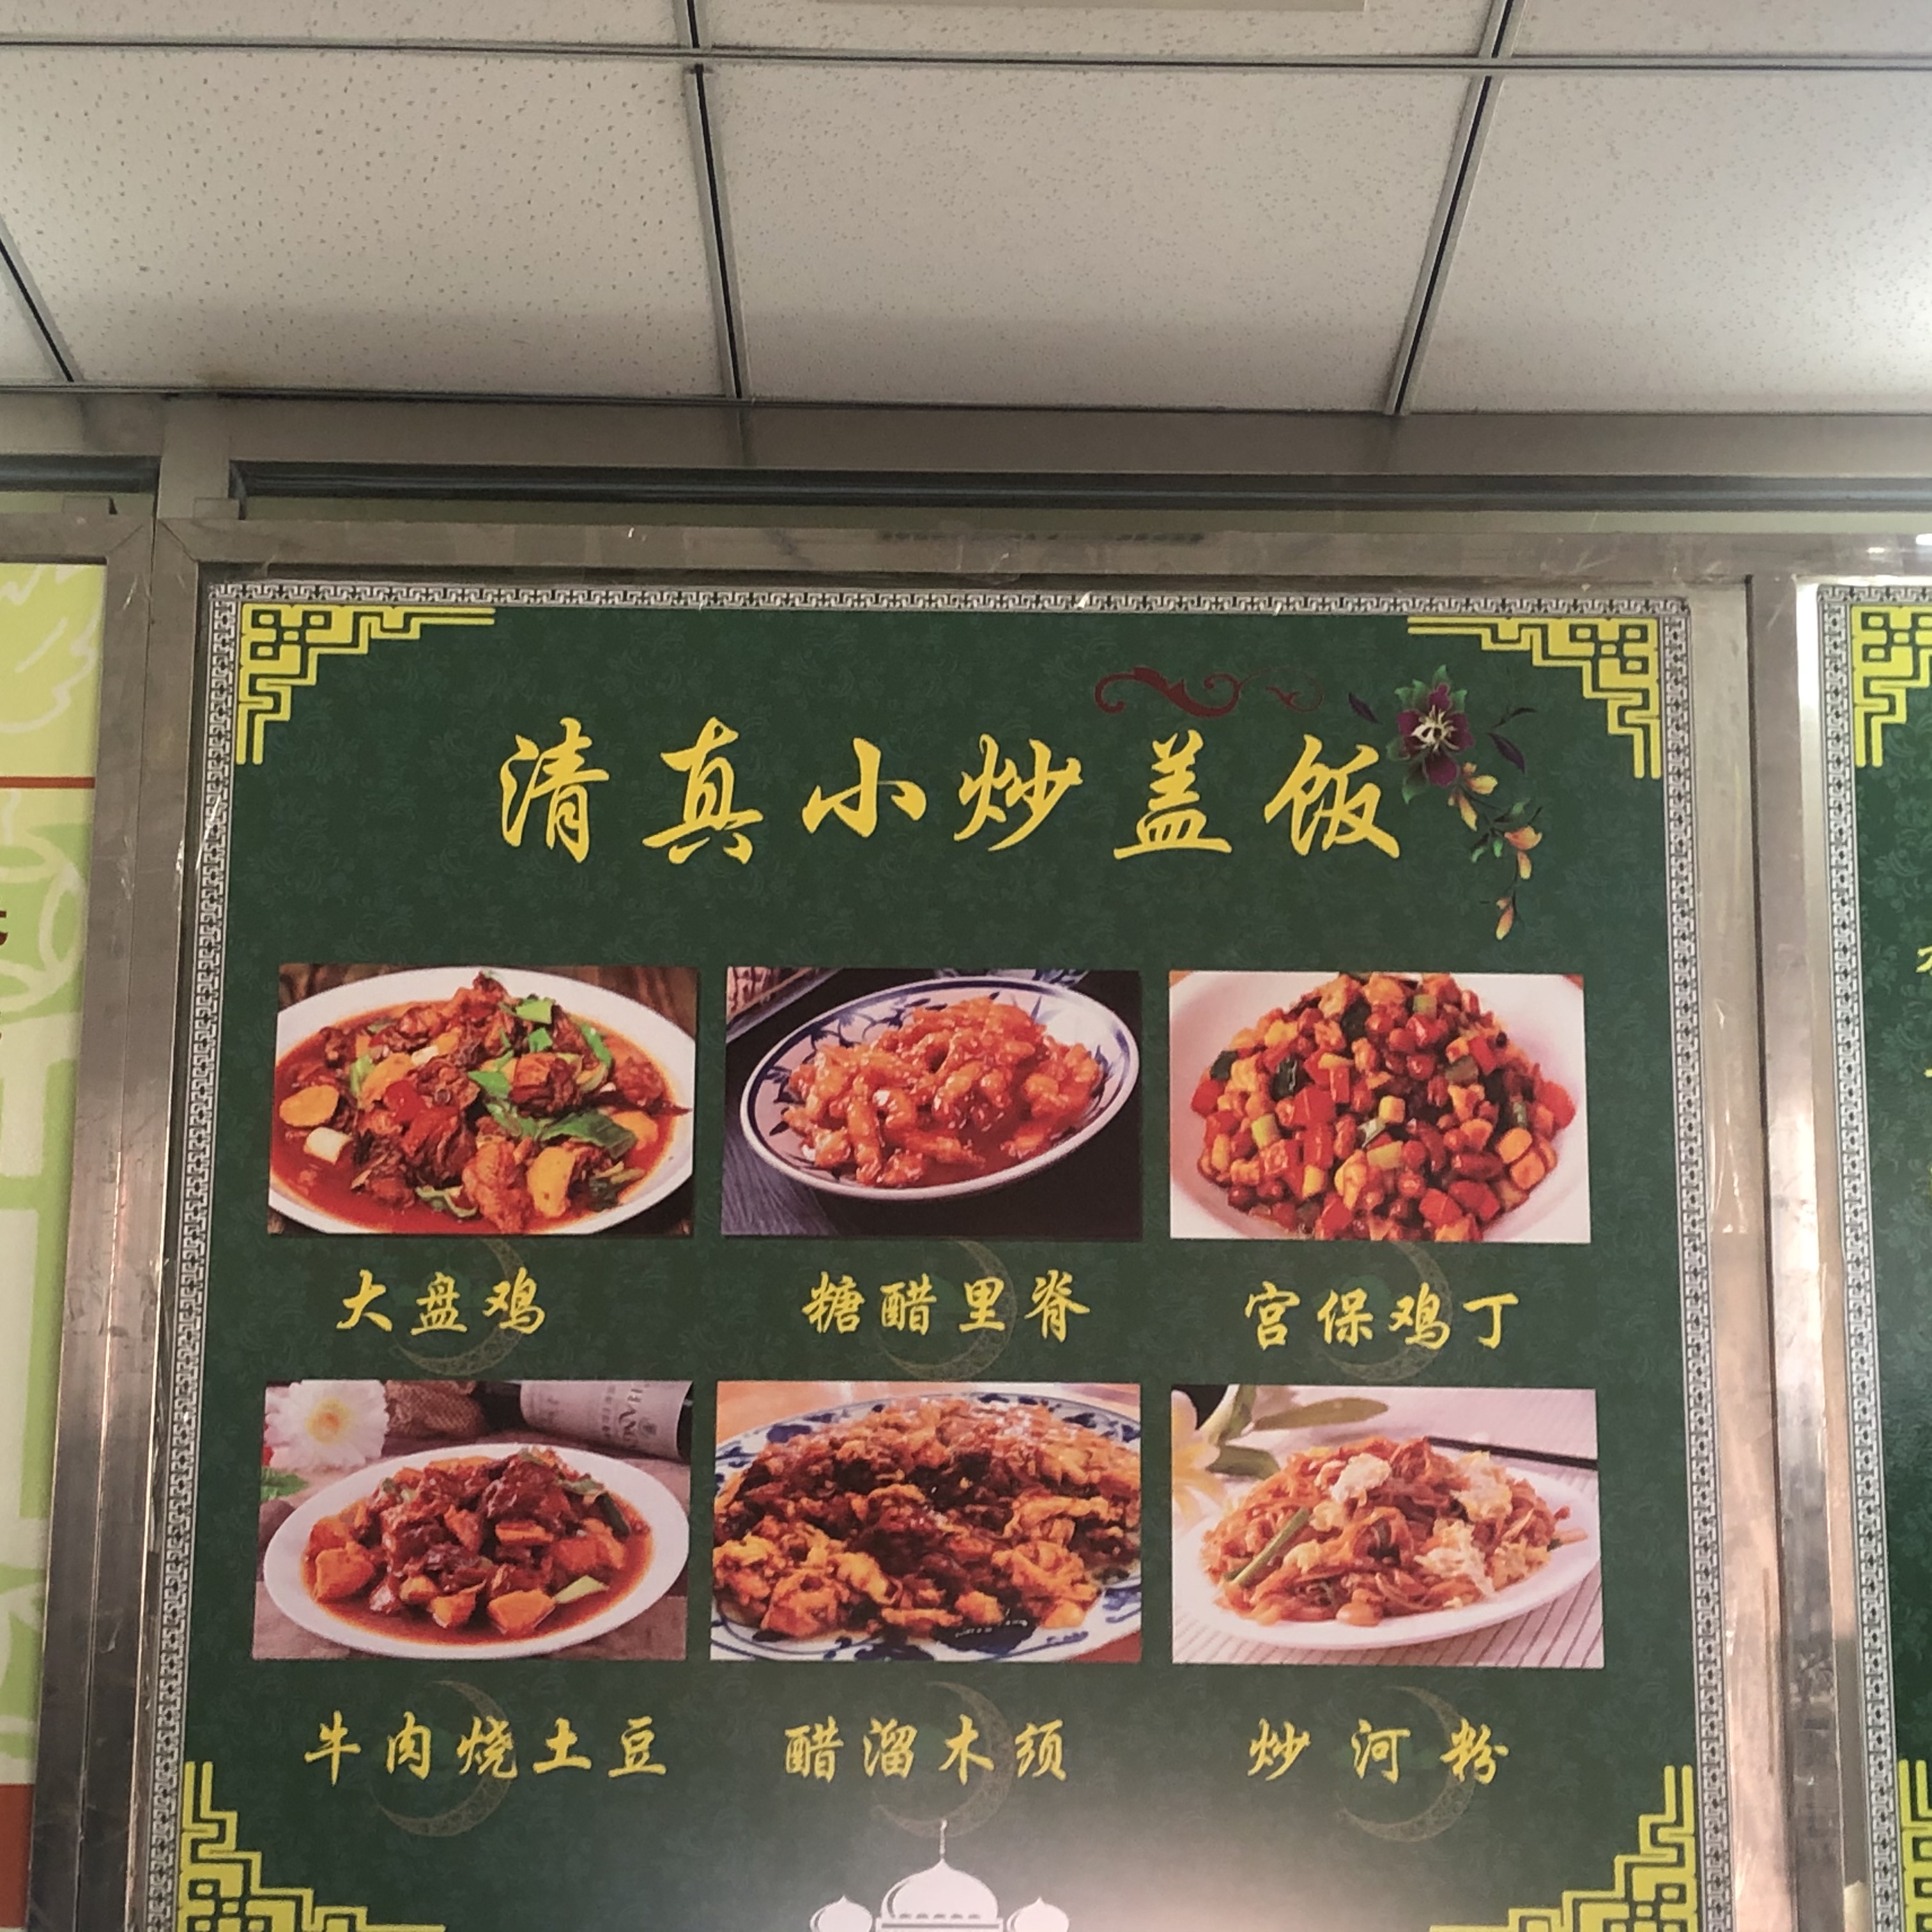 清真小炒盖饭
大盘鸡
糖醋里脊
宫保鸡丁
牛肉烧土豆
醋溜木须
炒河粉